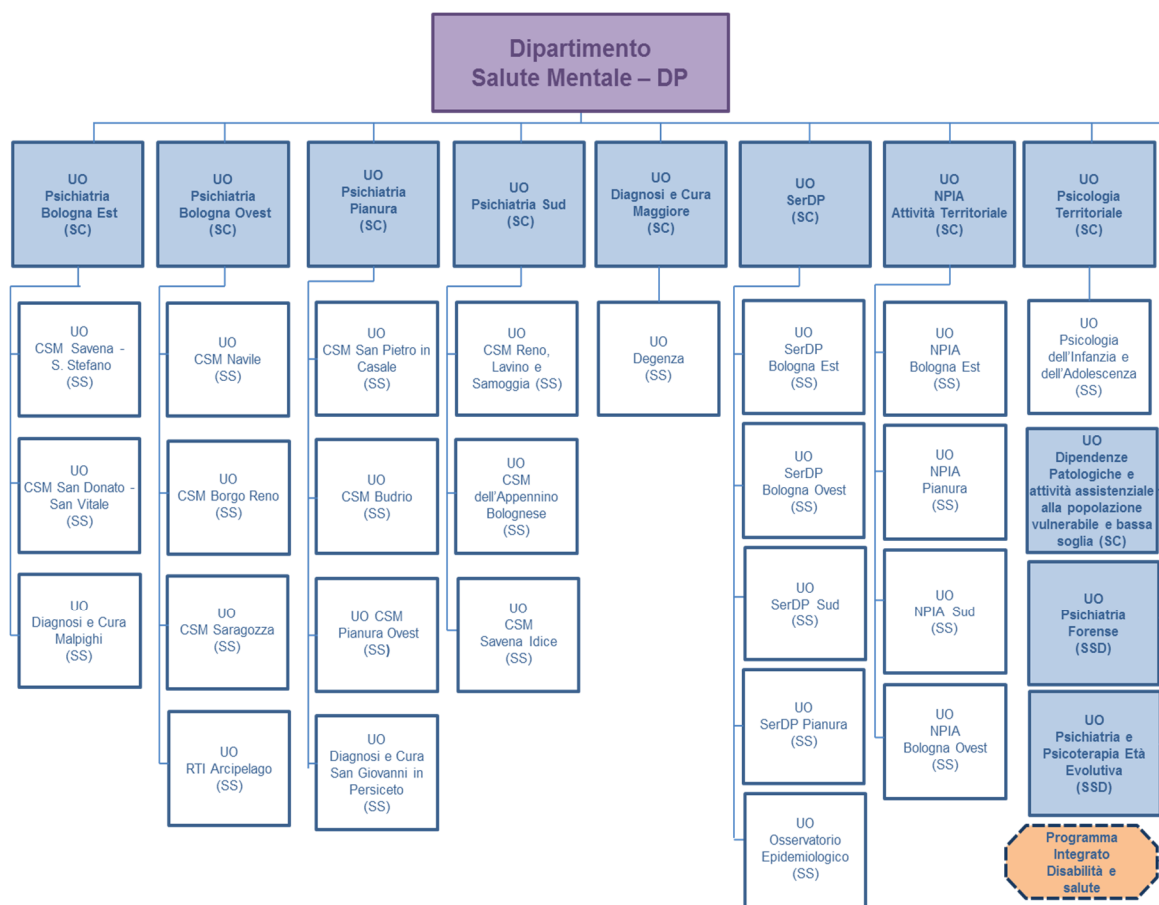 Dipartimento
Salute Mentale – DP
UO
Psichiatria
Bologna Est
(SC)
UO
Psichiatria
Bologna Ovest
(SC)
UO
Psichiatria
Pianura
(SC)
UO
Psichiatria Sud
(SC)
UO
Diagnosi e Cura
Maggiore
(SC)
UO
SerDP
(SC)
UO
NPIA
Attività Territoriale
(SC)
UO
Psicologia
Territoriale
(SC)
UO
CSM Savena -
S. Stefano
(SS)
UO
CSM Navile
(SS)
UO
CSM San Pietro in
Casale
(SS)
UO
CSM Reno,
Lavino e
Samoggia (SS)
UO
Degenza
(SS)
UO
SerDP
Bologna Est
(SS)
UO
NPIA
Bologna Est
(SS)
UO
Psicologia
dell'Infanzia e
dell'Adolescenza
(SS)
UO
CSM San Donato -
San Vitale
(SS)
UO
CSM Borgo Reno
(SS)
UO
CSM Budrio
(SS)
UO
CSM
dell'Appennino
Bolognese
(SS)
UO
SerDP
Bologna Ovest
(SS)
UO
NPIA
Pianura
(SS)
UO
Dipendenze
Patologiche e
attività assistenziale
alla popolazione
vulnerabile e bassa
soglia (SC)
UO
Diagnosi e Cura
Malpighi
(SS)
UO
CSM Saragozza
(SS)
UO CSM
Pianura Ovest
(SS)
UO
CSM
Savena Idice
(SS)
UO
SerDP Sud
(SS)
UO
NPIA Sud
(SS)
UO
Psichiatria
Forense
(SSD)
UO
RTI Arcipelago
(SS)
UO
Diagnosi e Cura
San Giovanni in
Persiceto
(SS)
UO
SerDP Pianura
(SS)
UO
NPIA
Bologna Ovest
(SS)
UO
Psichiatria e
Psicoterapia Età
Evolutiva
(SSD)
UO
Osservatorio
Epidemiologico
(SS)
Programma
Integrato
Disabilità e
salute